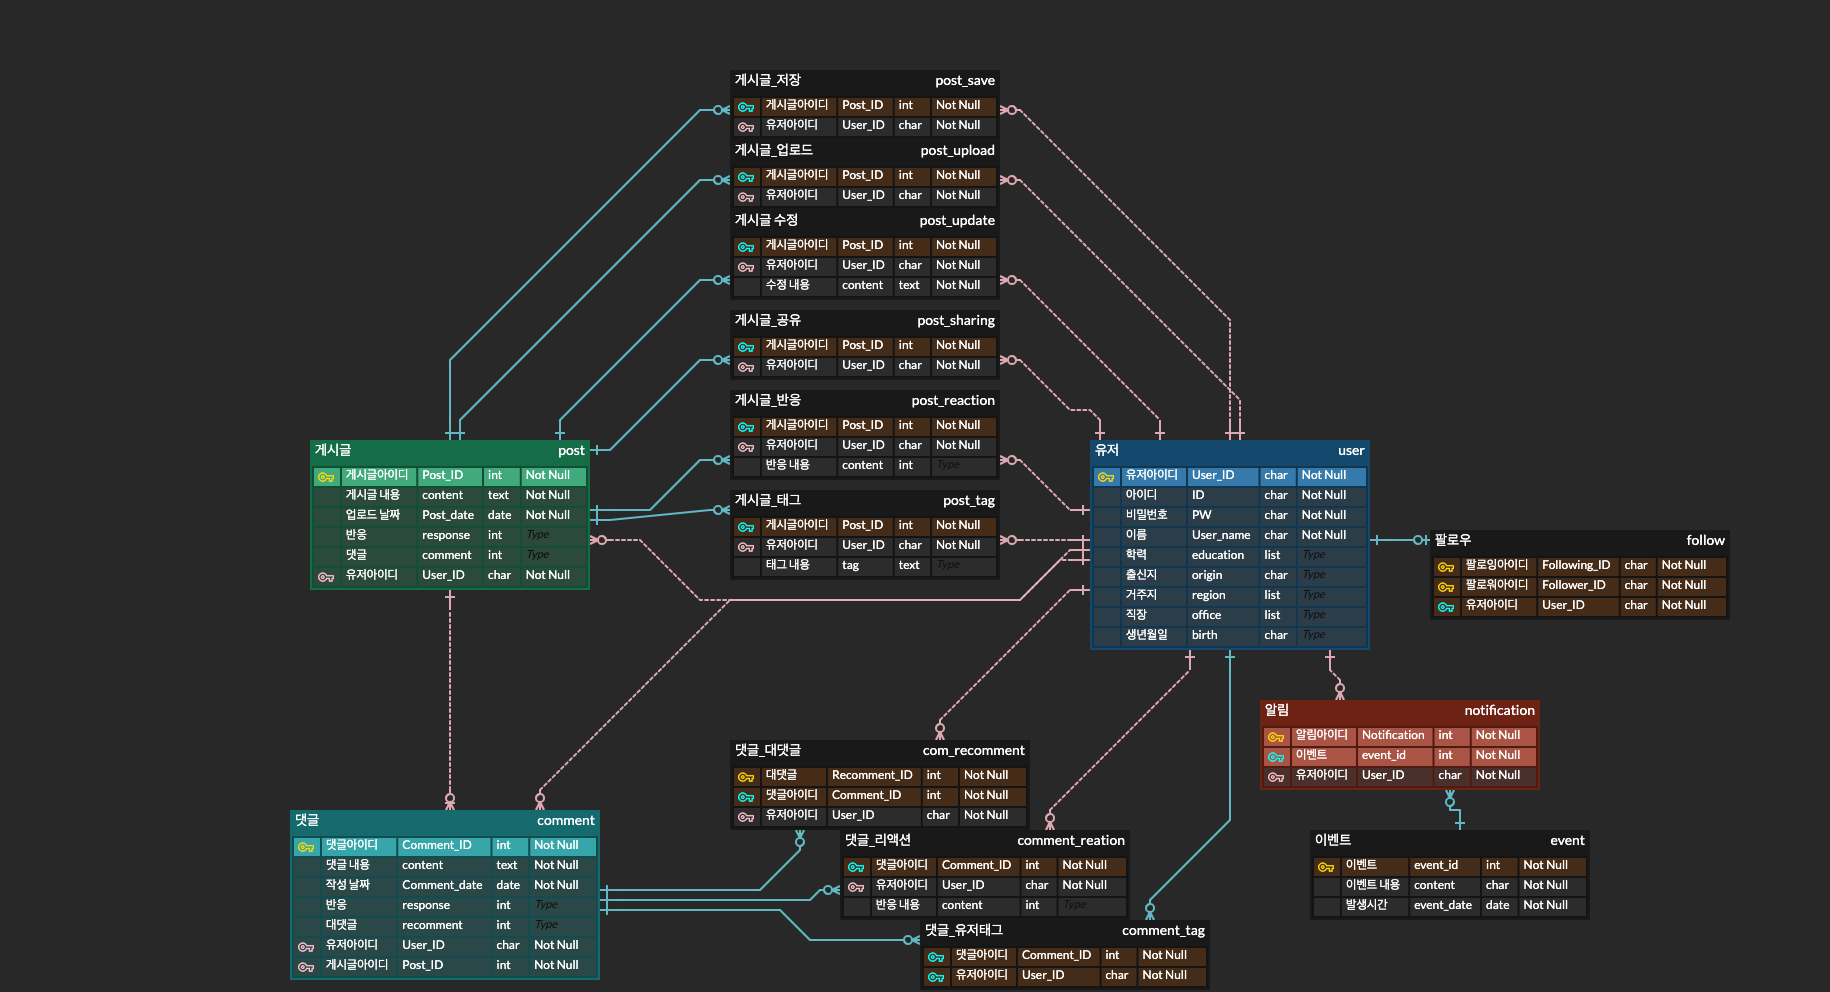 게시글_저장 post_save
게시글아이디 Post_ID int Not Null
유저아이디 User_ID char Not Null
게시글_업로드 post_upload
게시글아이디 Post_ID int Not Null
유저아이디 User_ID char Not Null
게시글 수정 post_update
게시글아이디 Post_ID int Not Null
유저아이디 User_ID char Not Null
수정 내용 content text Not Null
게시글_공유 post_sharing
게시글아이디 Post_ID int Not Null
유저아이디 User_ID char Not Null
게시글_반응 post_reaction
게시글아이디 Post_ID int Not Null
유저아이디 User_ID char Not Null
반응 내용 content int Type
게시글_태그 post_tag
게시글아이디 Post_ID int Not Null
유저아이디 User_ID char Not Null
태그 내용 tag text Type
게시글 post
게시글아이디 Post_ID int Not Null
게시글 내용 content text Not Null
업로드 날짜 Post_date date Not Null
반응 response int Type
댓글 comment int Type
유저아이디 User_ID char Not Null
유저 user
유저아이디 User_ID char Not Null
아이디 ID char Not Null
비밀번호 PW char Not Null
이름 User_name char Not Null
학력 education list Type
출신지 origin char Type
거주지 region list Type
직장 office list Type
생년월일 birth char Type
팔로우 follow
팔로잉아이디 Following_ID char Not Null
팔로워아이디 Follower_ID char Not Null
유저아이디 User_ID char Not Null
알림 notification
알림아이디 Notification int Not Null
이벤트 event_id int Not Null
유저아이디 User_ID char Not Null
댓글_대댓글 com_recomment
대댓글 Recomment_ID int Not Null
댓글아이디 Comment_ID int Not Null
유저아이디 User_ID char Not Null
댓글 comment
댓글아이디 Comment_ID int Not Null
댓글 내용 content text Not Null
작성 날짜 Comment_date date Not Null
반응 response int Type
대댓글 recomment int Type
유저아이디 User_ID char Not Null
게시글아이디 Post_ID int Not Null
댓글_리액션 comment_reation
댓글아이디 Comment_ID int Not Null
유저아이디 User_ID char Not Null
반응 내용 content int Type
이벤트 event
이벤트 event_id int Not Null
이벤트 내용 content char Not Null
발생시간 event_date date Not Null
댓글_유저태그 comment_tag
댓글아이디 Comment_ID int Not Null
유저아이디 User_ID char Not Null